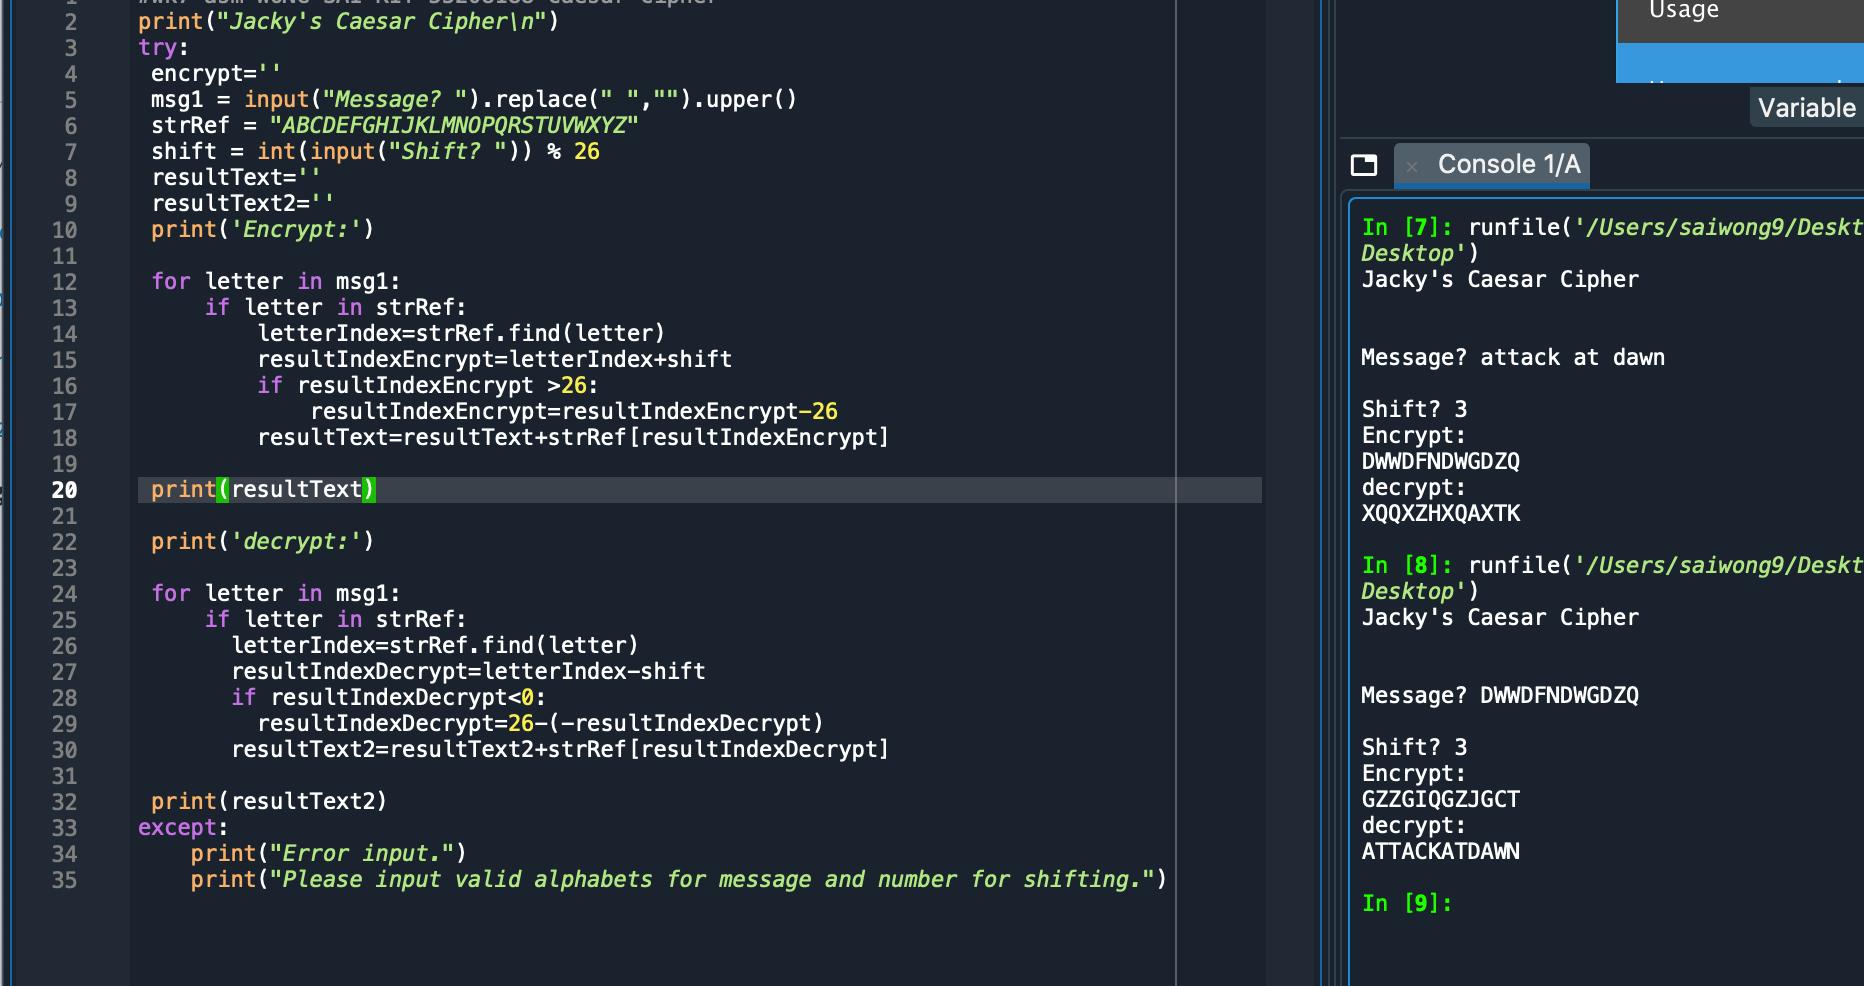 1
2 print("Jacky's Caesar Cipher\n")
3 try:
4 encrypt=''
5 msg1 = input("Message? ").replace(" ","").upper()
6 strRef = "ABCDEFGHIJKLMNOPQRSTUVWXYZ"
7 shift = int(input("Shift? ")) % 26
8 resultText=''
9 resultText2=''
10 print('Encrypt:')
11
12 for letter in msg1:
13 if letter in strRef:
14 letterIndex=strRef.find(letter)
15 resultIndexEncrypt=letterIndex+shift
16 if resultIndexEncrypt >26:
17 resultIndexEncrypt=resultIndexEncrypt-26
18 resultText=resultText+strRef[resultIndexEncrypt]
19
20 print(resultText)
21
22 print('decrypt:')
23
24 for letter in msg1:
25 if letter in strRef:
26 letterIndex=strRef.find(letter)
27 resultIndexDecrypt=letterIndex-shift
28 if resultIndexDecrypt<0:
29 resultIndexDecrypt=26-(-resultIndexDecrypt)
30 resultText2=resultText2+strRef[resultIndexDecrypt]
31
32 print(resultText2)
33 except:
34 print("Error input.")
35 print("Please input valid alphabets for message and number for shifting.")
Usage
Variable
Console 1/A
In [7]: runfile('/Users/saiwong9/Deskt
Desktop')
Jacky's Caesar Cipher
Message? attack at dawn
Shift? 3
Encrypt:
DWWDFNDWGDZQ
decrypt:
XQQXZHXQAXTK
In [8]: runfile('/Users/saiwong9/Deskt
Desktop')
Jacky's Caesar Cipher
Message? DWWDFNDWGDZQ
Shift? 3
Encrypt:
GZZGIQGZJGCT
decrypt:
ATTACKATDAWN
In [9]: